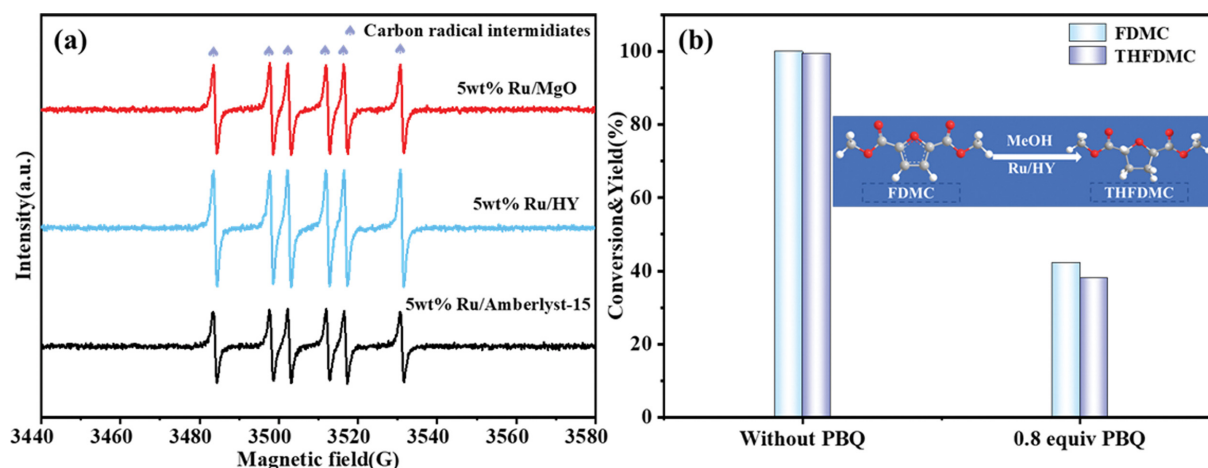 (a)
Carbon radical intermidiates
5wt% Ru/MgO
5wt% Ru/HY
5wt% Ru/Amberlyst-15
Intensity(a.u.)
3440 3460 3480 3500 3520 3540 3560 3580
Magnetic field(G)
(b)
FDMC
THFDMC
Conversion&Yield(%)
100
80
60
40
20
0
MeOH
Ru/HY
FDMC
THFDMC
Without PBQ
0.8 equiv PBQ